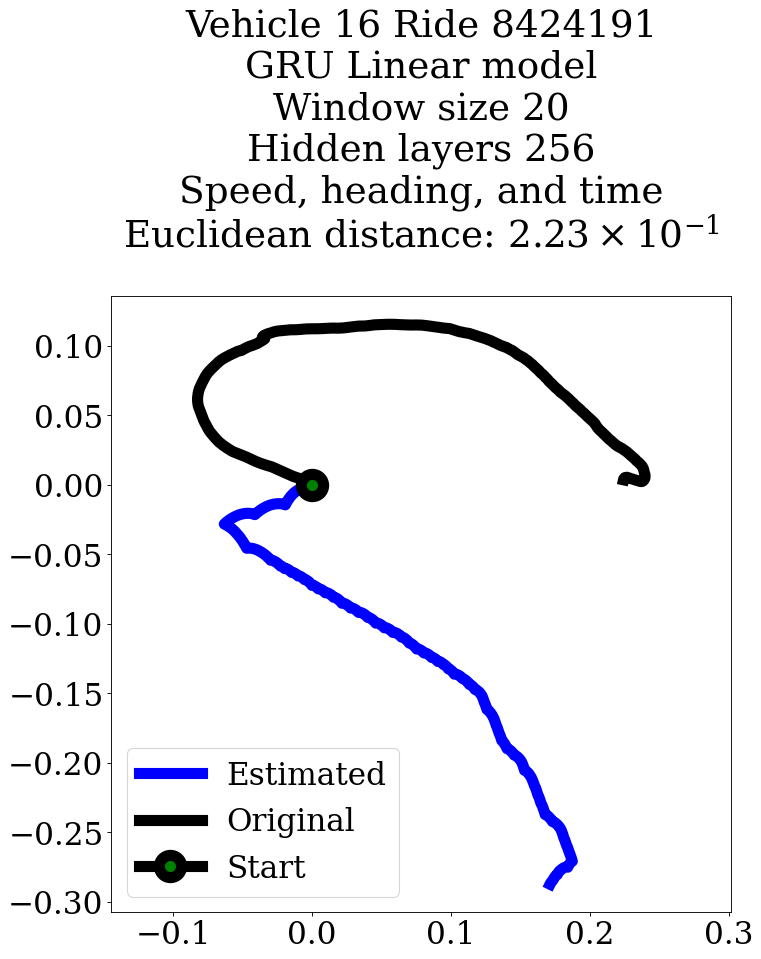 Vehicle 16 Ride 8424191
GRU Linear model
Window size 20
Hidden layers 256
Speed, heading, and time
Euclidean distance: 2.23 × 10⁻¹
0.10
0.05
0.00
−0.05
−0.10
−0.15
−0.20
−0.25
−0.30
Estimated
Original
Start
−0.1 0.0 0.1 0.2 0.3